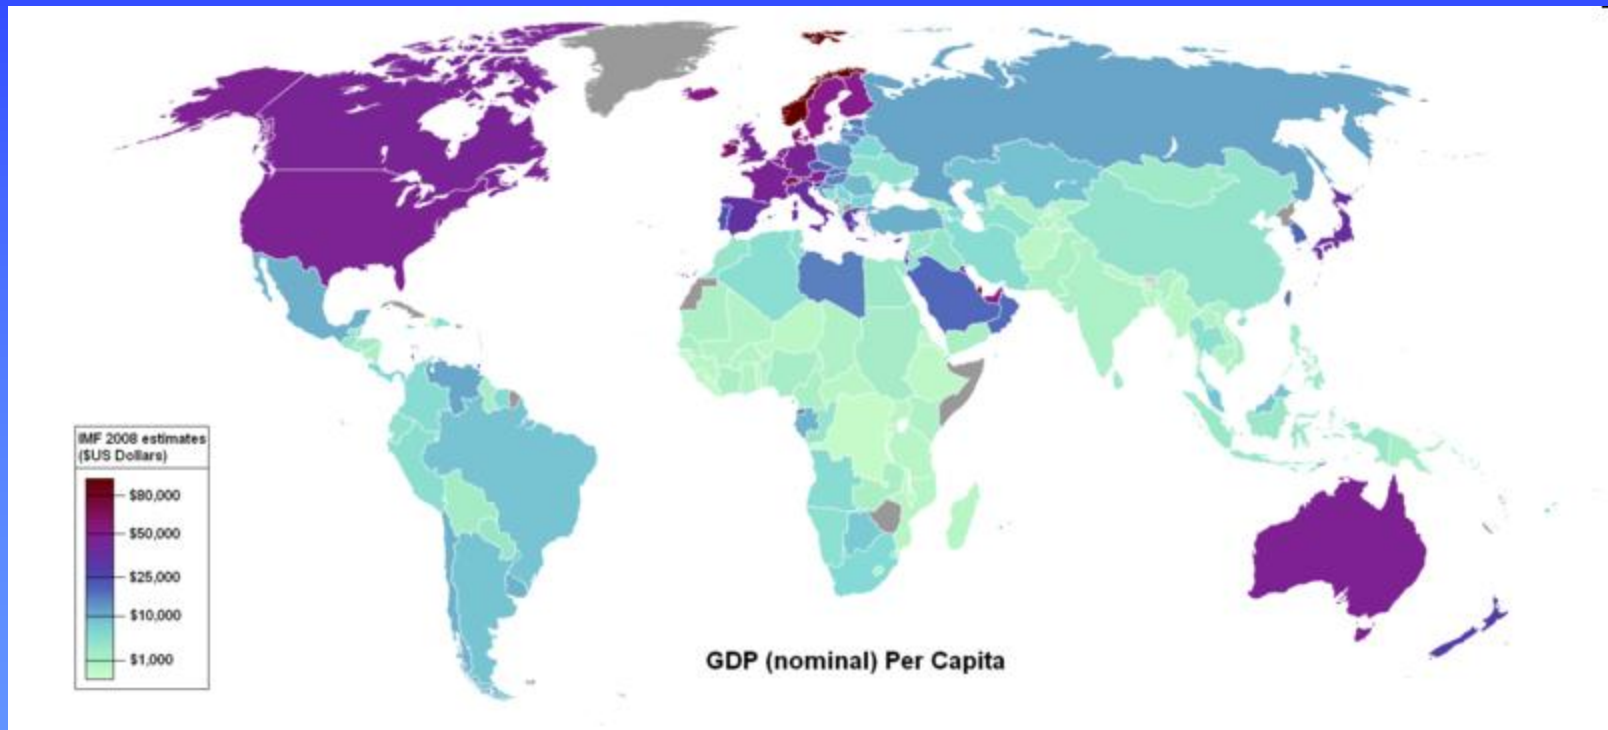 IMF 2008 estimates
($US Dollars)
$80,000
$50,000
$25,000
$10,000
$1,000
GDP (nominal) Per Capita